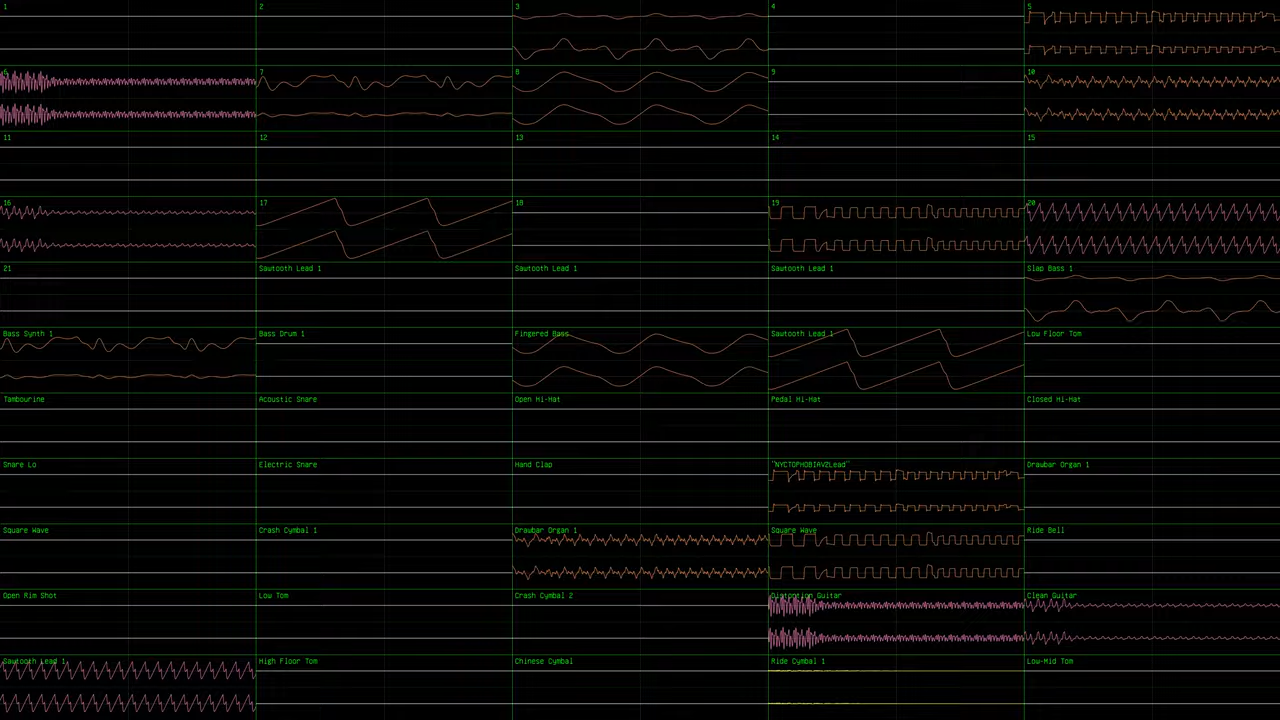 1 2 3 4 5
6 7 8 9 10
11 12 13 14 15
16 17 18 19 20
21 Sawtooth Lead 1 Sawtooth Lead 1 Sawtooth Lead 1 Slap Bass 1
Bass Synth 1 Bass Drum 1 Fingered Bass Sawtooth Lead 1 Low Floor Tom
Tambourine Acoustic Snare Open Hi-Hat Pedal Hi-Hat Closed Hi-Hat
Snare Lo Electric Snare Hand Clap "NYCTOPHOBIAV2Lead" Drawbar Organ 1
Square Wave Crash Cymbal 1 Drawbar Organ 1 Square Wave Ride Bell
Open Rim Shot Low Tom Crash Cymbal 2 Distortion Guitar Clean Guitar
Sawtooth Lead 1 High Floor Tom Chinese Cymbal Ride Cymbal 1 Low-Mid Tom